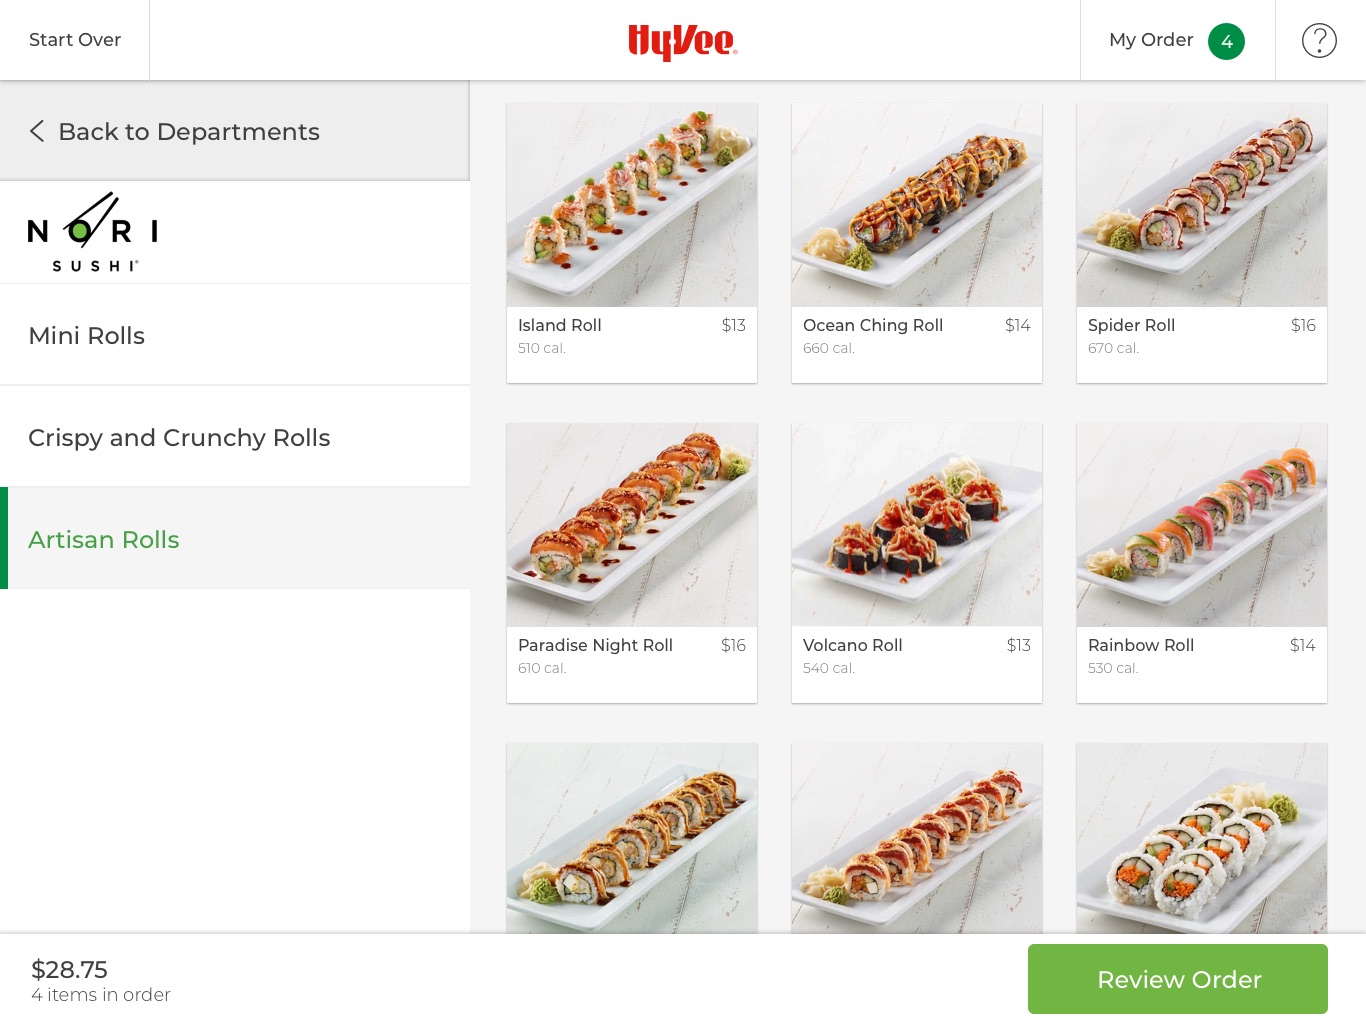 Start Over
HyVee
My Order 4
?
Back to Departments
NORI
SUSHI
Mini Rolls
Crispy and Crunchy Rolls
Artisan Rolls
Island Roll $13
510 cal.
Ocean Ching Roll $14
660 cal.
Spider Roll $16
670 cal.
Paradise Night Roll $16
610 cal.
Volcano Roll $13
540 cal.
Rainbow Roll $14
530 cal.
$28.75
4 items in order
Review Order